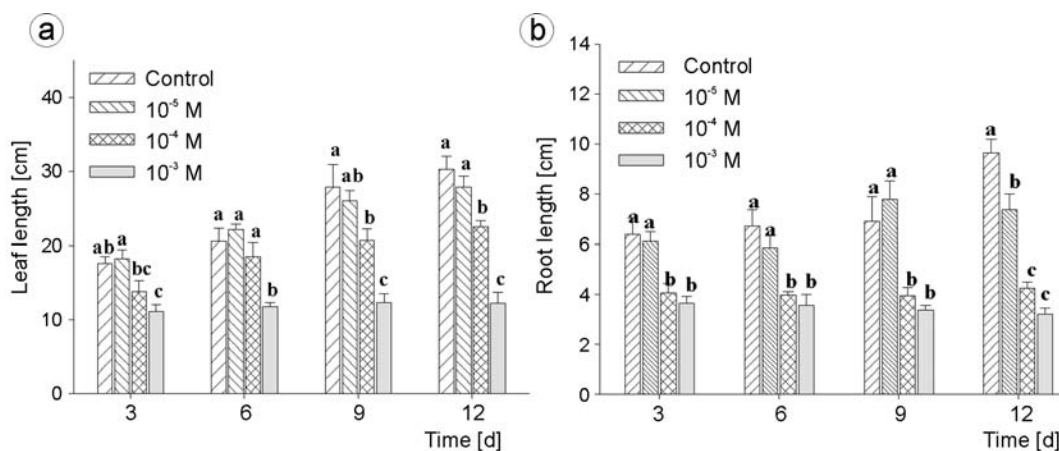 a
Leaf length [cm]
40
30
20
10
0
Control
10⁻⁵ M
10⁻⁴ M
10⁻³ M
ab a bc c
a a a b
a ab b c
a a b c
3 6 9 12
Time [d]
b
Root length [cm]
14
12
10
8
6
4
2
0
Control
10⁻⁵ M
10⁻⁴ M
10⁻³ M
a a b b
a a b b
a a b b
a b c c
3 6 9 12
Time [d]